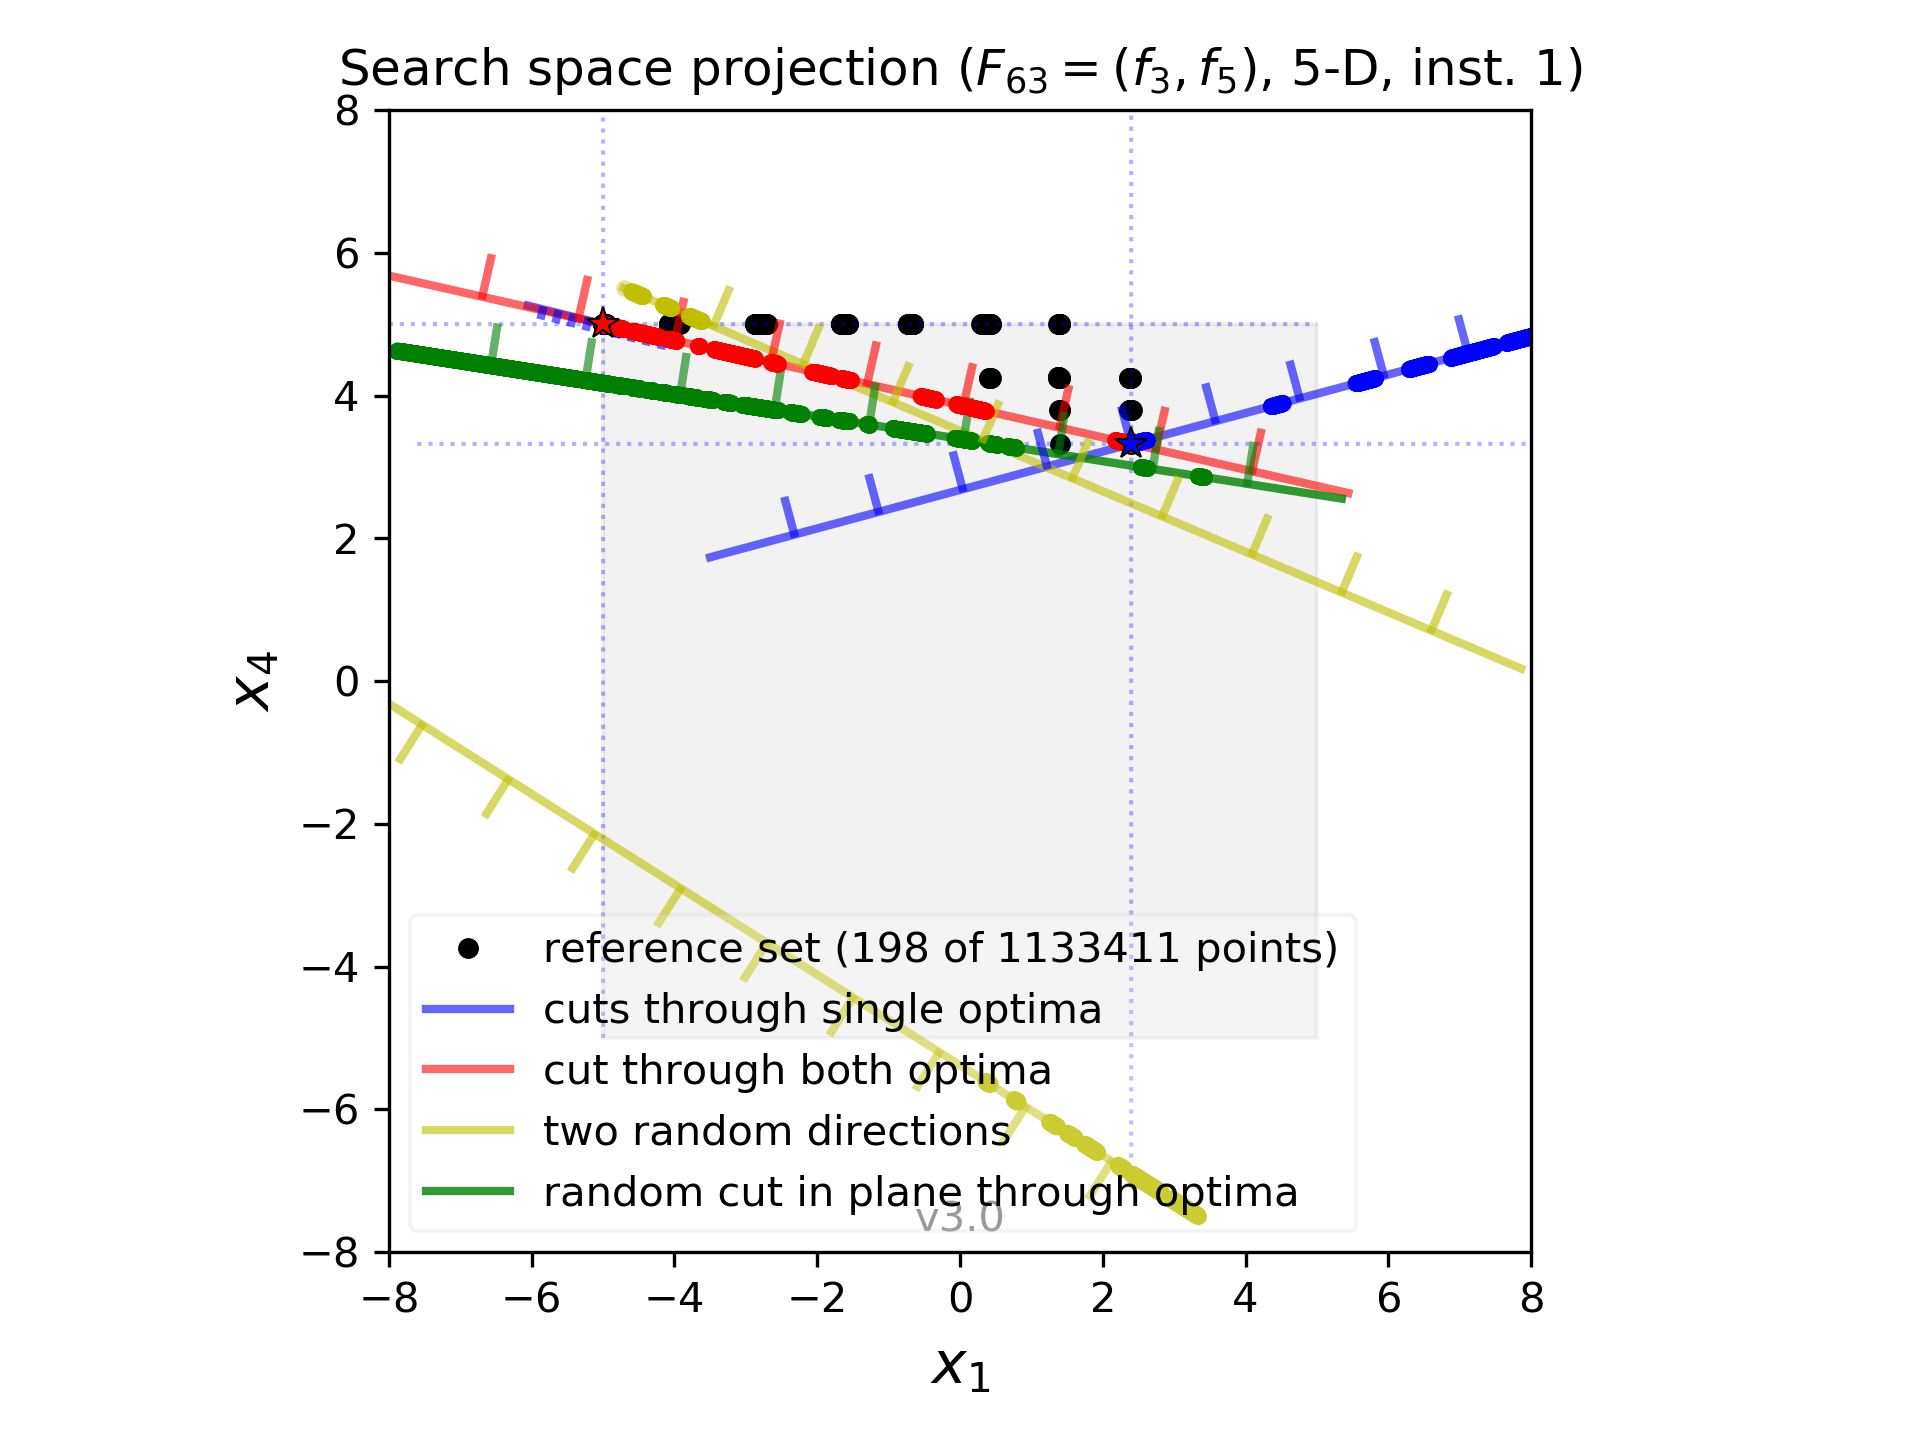 Search space projection (F₆₃ = (f₃, f₅), 5-D, inst. 1)
8
6
4
2
0
−2
−4
−6
−8
x₄
reference set (198 of 1133411 points)
cuts through single optima
cut through both optima
two random directions
random cut in plane through optima
v3.0
−8 −6 −4 −2 0 2 4 6 8
x₁